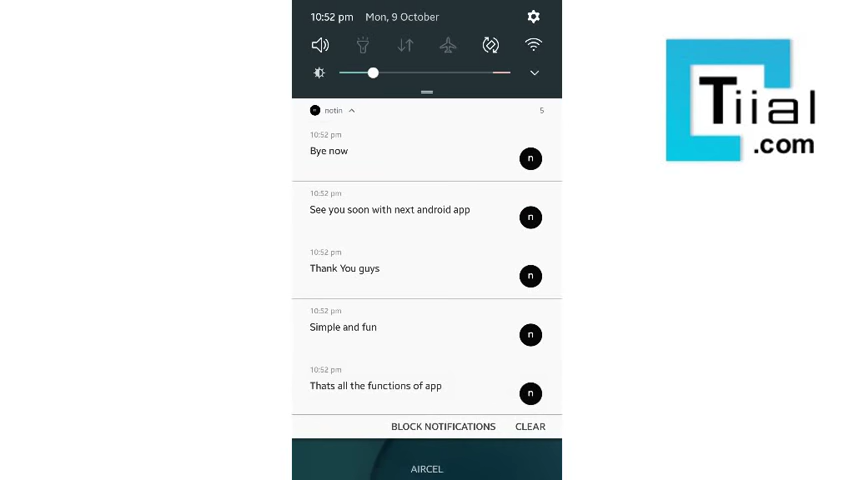 10:52 pm Mon, 9 October
notin 5
10:52 pm
Bye now
n
10:52 pm
See you soon with next android app
n
10:52 pm
Thank You guys
n
10:52 pm
Simple and fun
n
10:52 pm
Thats all the functions of app
n
BLOCK NOTIFICATIONS CLEAR
AIRCEL
Tiial
.com